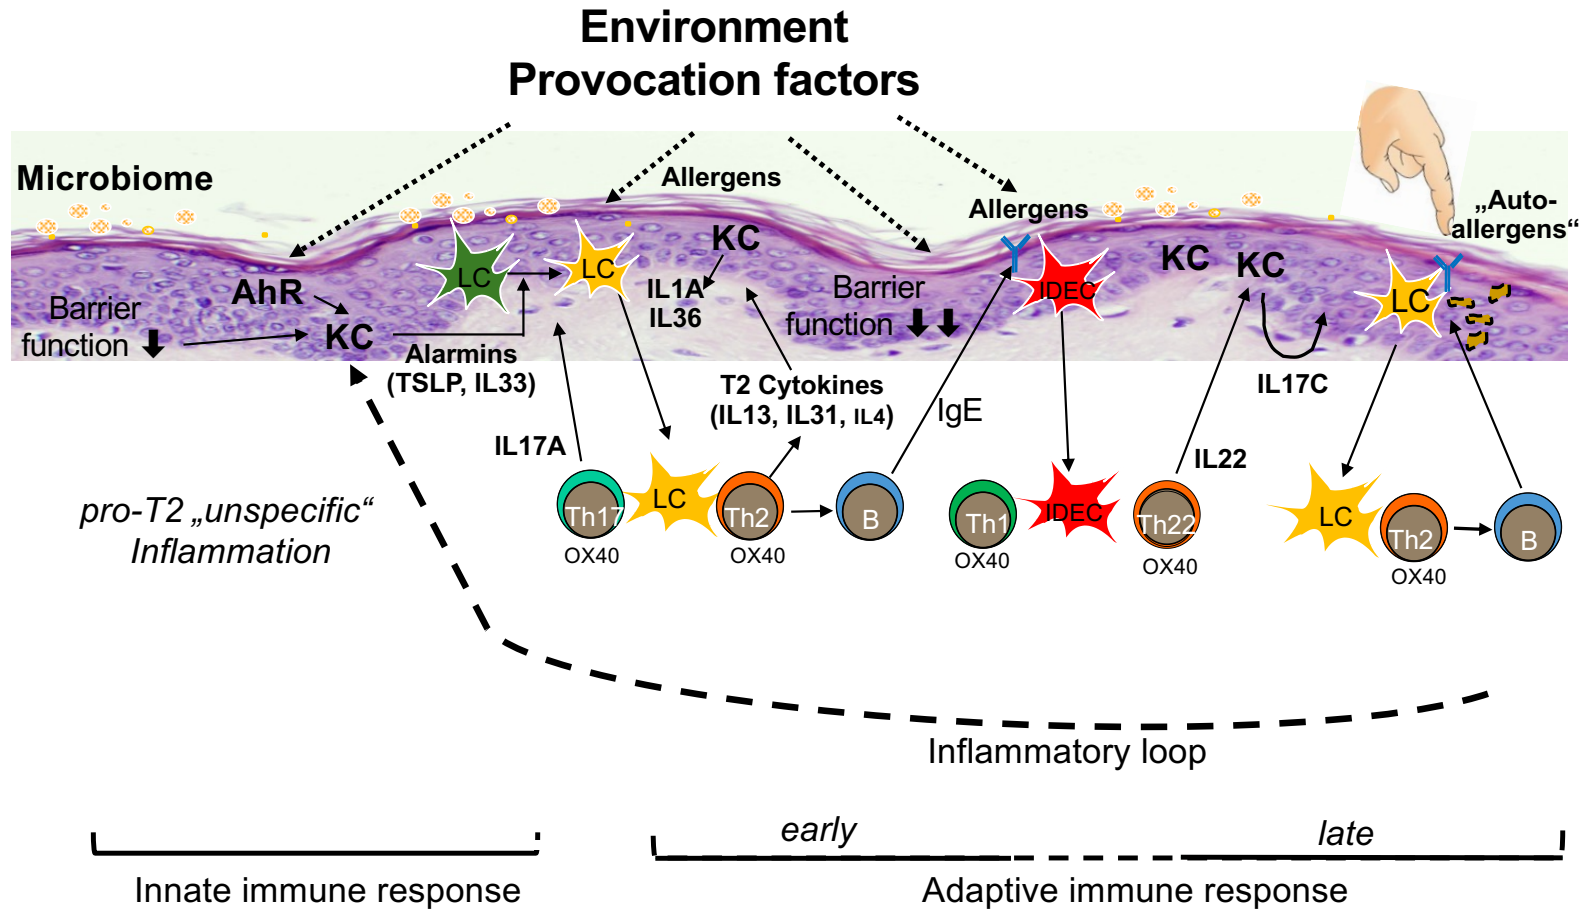 Environment
Provocation factors
Microbiome
Allergens
Allergens
„Auto-
allergens“
AhR
Barrier
function
KC
LC
LC
KC
IL1A
IL36
Barrier
function
IDEC
KC
KC
LC
Alarmins
(TSLP, IL33)
T2 Cytokines
(IL13, IL31, IL4)
IgE
IL17C
IL17A
IL22
pro-T2 „unspecific“
Inflammation
Th17
OX40
LC
Th2
OX40
B
Th1
OX40
IDEC
Th22
OX40
LC
Th2
OX40
B
Inflammatory loop
early
late
Innate immune response
Adaptive immune response